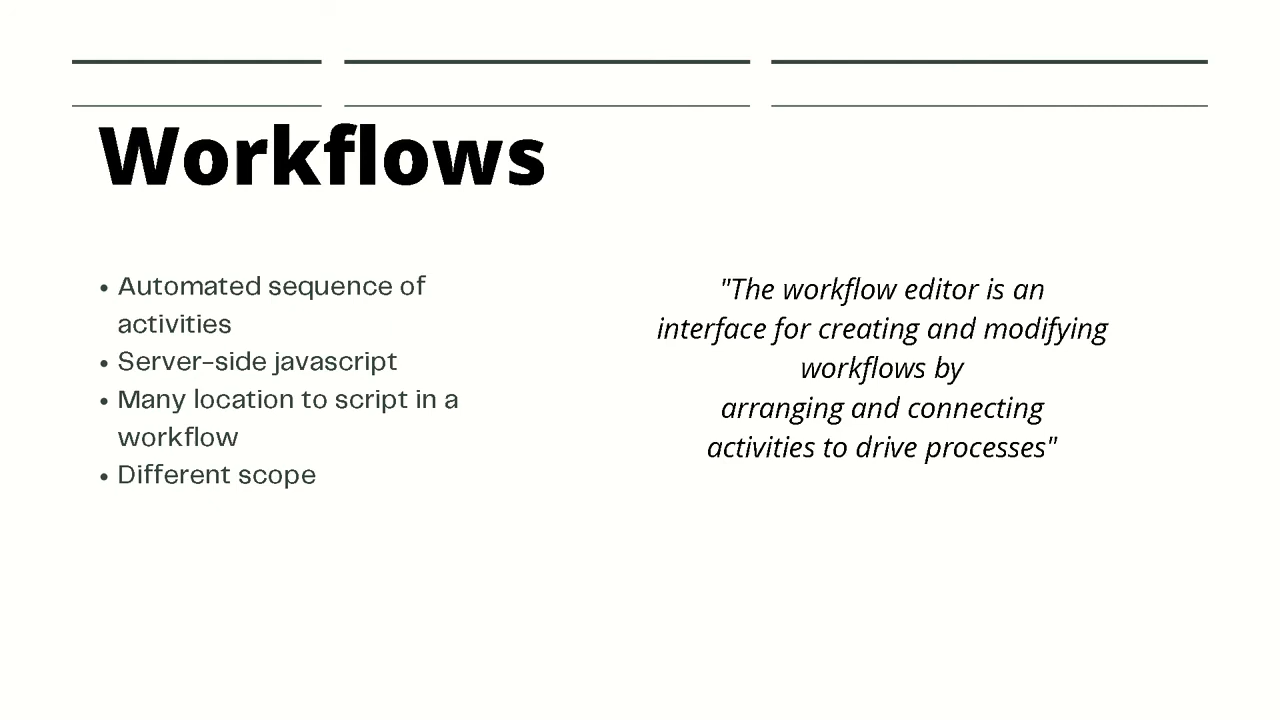 Workflows
• Automated sequence of
activities
• Server-side javascript
• Many location to script in a
workflow
• Different scope
"The workflow editor is an
interface for creating and modifying
workflows by
arranging and connecting
activities to drive processes"